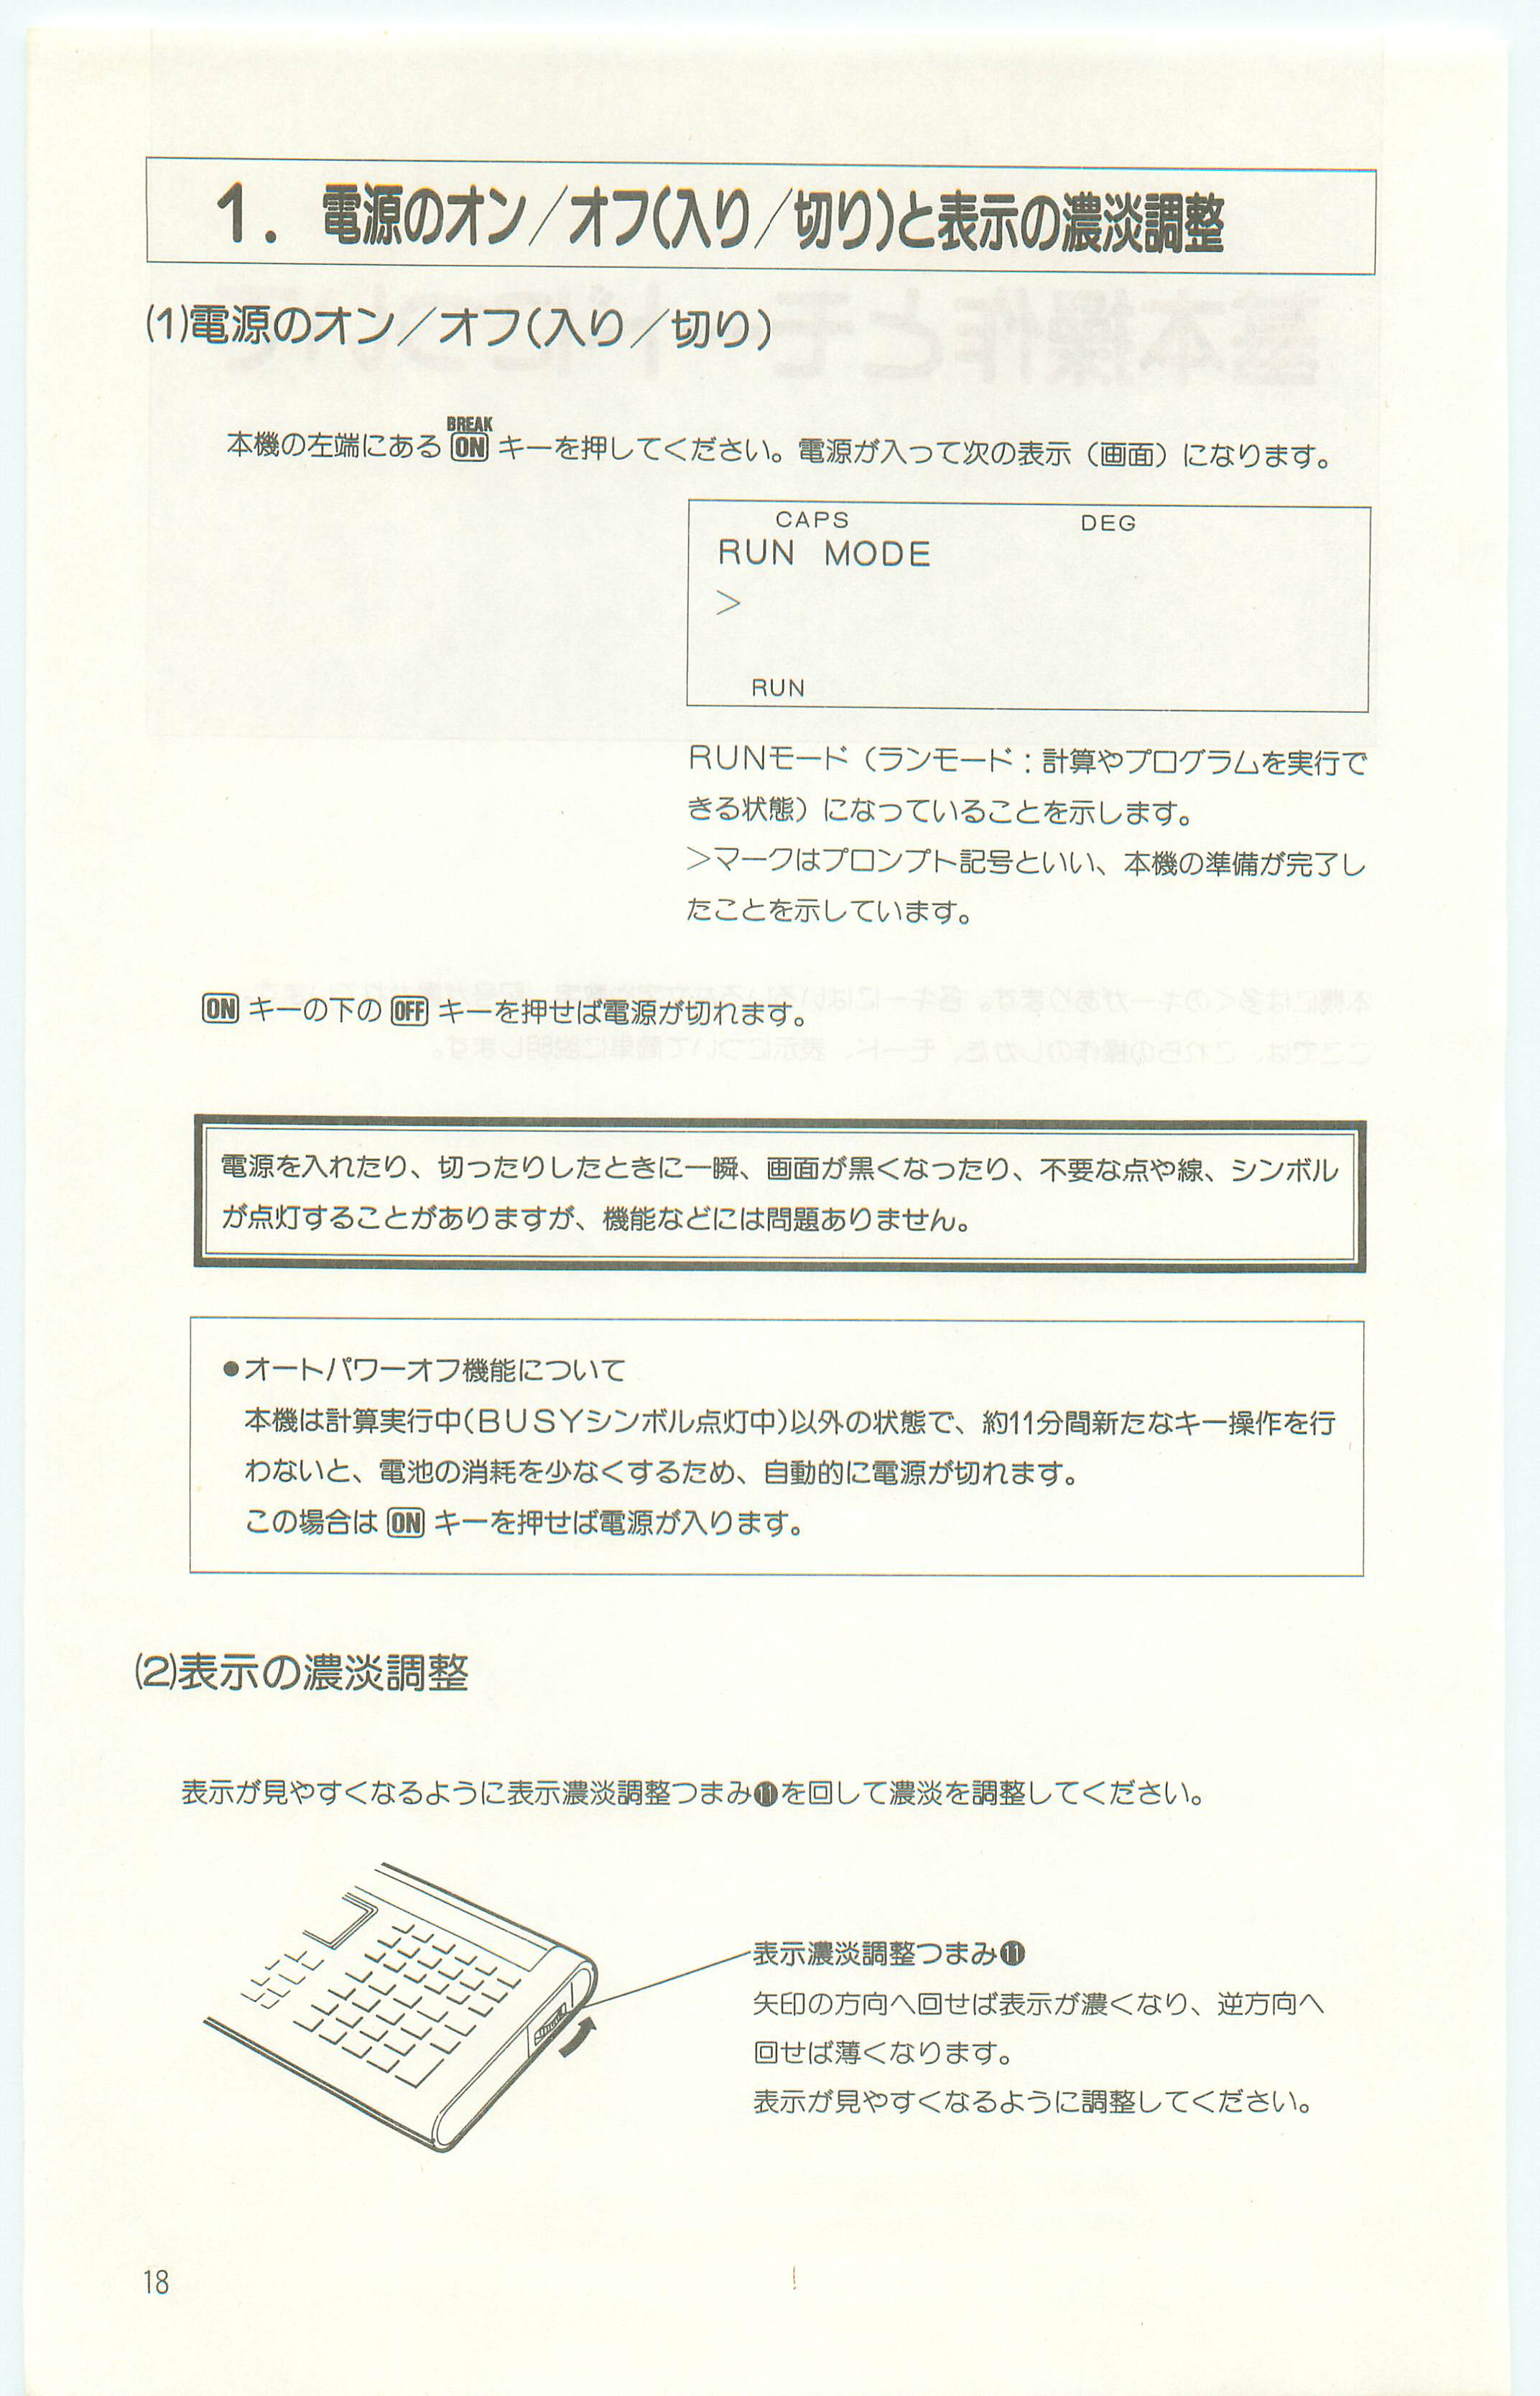 1. 電源のオン／オフ(入り／切り)と表示の濃淡調整
(1)電源のオン／オフ(入り／切り)
BREAK
本機の左端にある ON キーを押してください。電源が入って次の表示（画面）になります。
CAPS DEG
RUN MODE
>
RUN
RUNモード（ランモード：計算やプログラムを実行で
きる状態）になっていることを示します。
＞マークはプロンプト記号といい、本機の準備が完了し
たことを示しています。
ON キーの下の OFF キーを押せば電源が切れます。
電源を入れたり、切ったりしたときに一瞬、画面が黒くなったり、不要な点や線、シンボル
が点灯することがありますが、機能などには問題ありません。
●オートパワーオフ機能について
本機は計算実行中(BUSYシンボル点灯中)以外の状態で、約11分間新たなキー操作を行
わないと、電池の消耗を少なくするため、自動的に電源が切れます。
この場合は ON キーを押せば電源が入ります。
(2)表示の濃淡調整
表示が見やすくなるように表示濃淡調整つまみ⓫を回して濃淡を調整してください。
表示濃淡調整つまみ⓫
矢印の方向へ回せば表示が濃くなり、逆方向へ
回せば薄くなります。
表示が見やすくなるように調整してください。
18